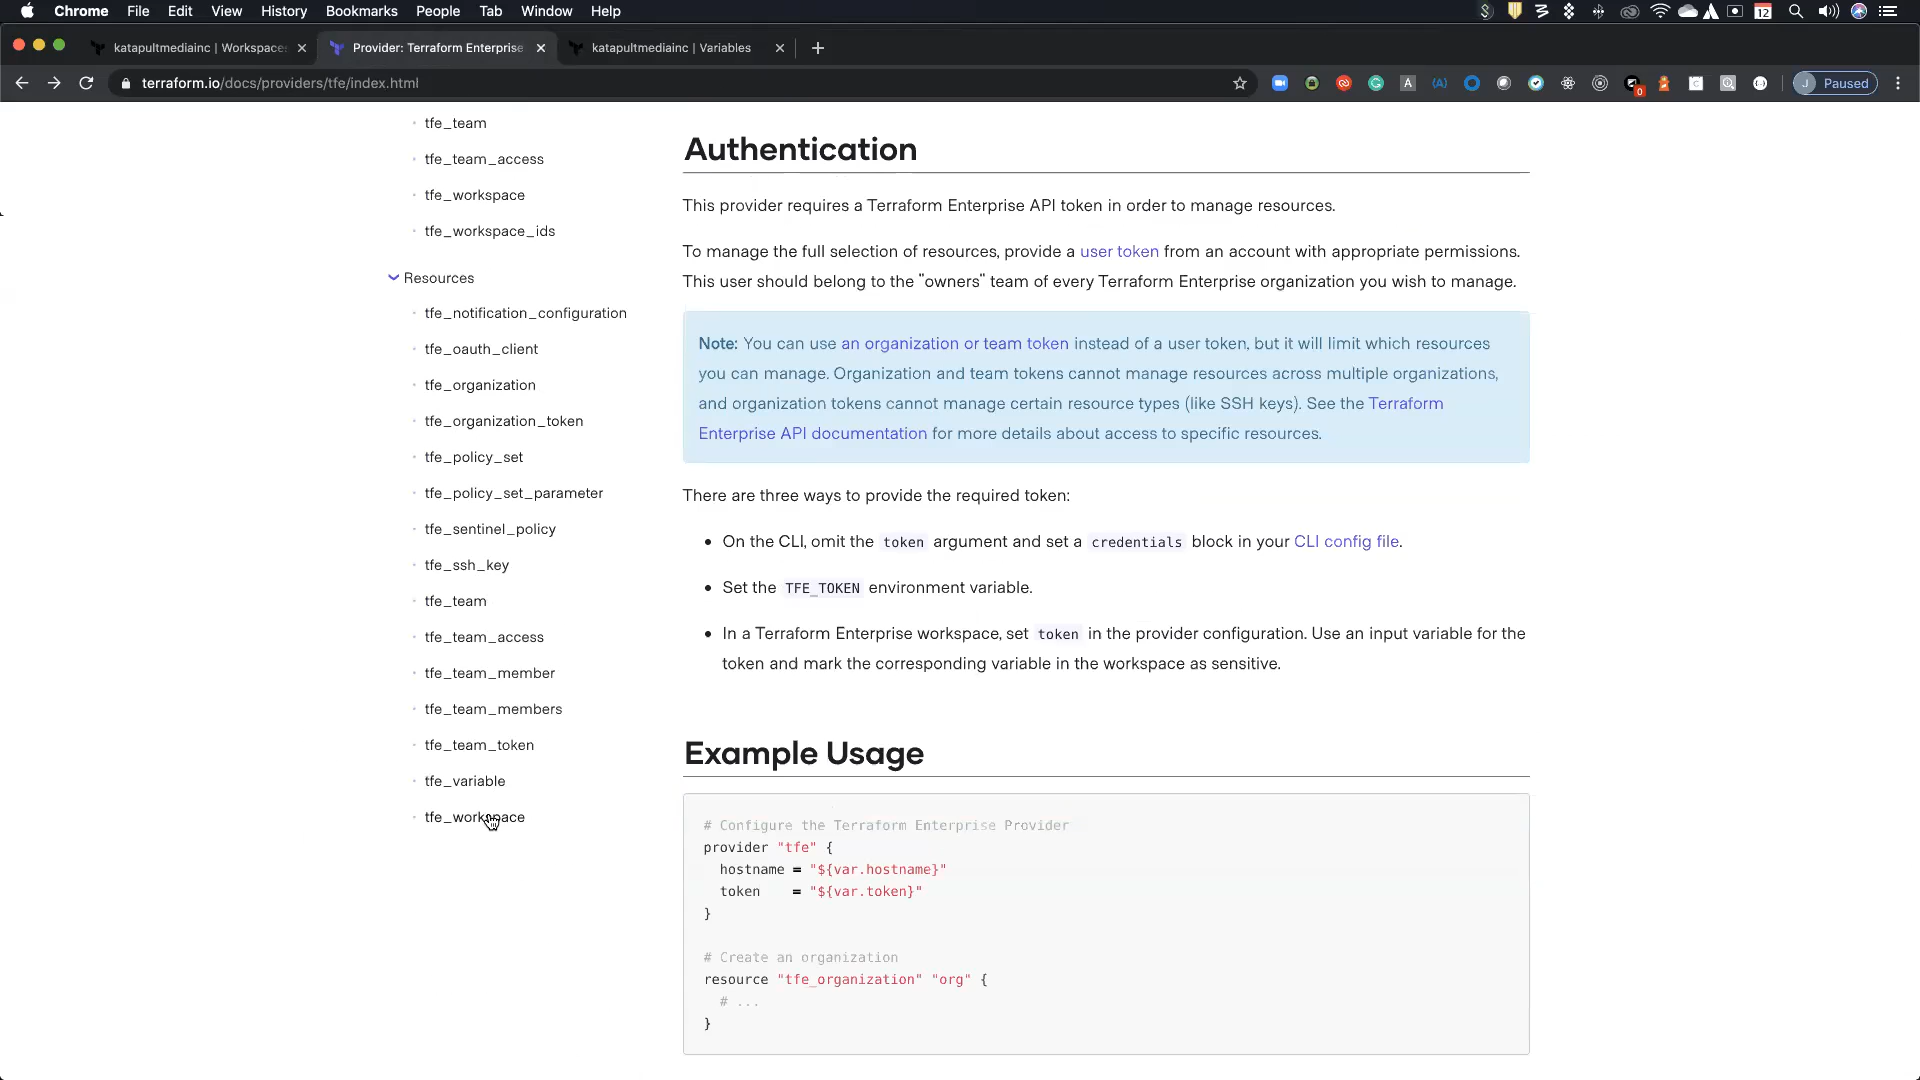 Chrome File Edit View History Bookmarks People Tab Window Help
12
katapultmediainc | Workspaces
Provider: Terraform Enterprise
katapultmediainc | Variables
terraform.io/docs/providers/tfe/index.html
A
(A)
0
J Paused
tfe_team
tfe_team_access
tfe_workspace
tfe_workspace_ids
Resources
tfe_notification_configuration
tfe_oauth_client
tfe_organization
tfe_organization_token
tfe_policy_set
tfe_policy_set_parameter
tfe_sentinel_policy
tfe_ssh_key
tfe_team
tfe_team_access
tfe_team_member
tfe_team_members
tfe_team_token
tfe_variable
tfe_workspace
Authentication
This provider requires a Terraform Enterprise API token in order to manage resources.
To manage the full selection of resources, provide a user token from an account with appropriate permissions.
This user should belong to the "owners" team of every Terraform Enterprise organization you wish to manage.
Note: You can use an organization or team token instead of a user token, but it will limit which resources
you can manage. Organization and team tokens cannot manage resources across multiple organizations,
and organization tokens cannot manage certain resource types (like SSH keys). See the Terraform
Enterprise API documentation for more details about access to specific resources.
There are three ways to provide the required token:
• On the CLI, omit the token argument and set a credentials block in your CLI config file.
• Set the TFE_TOKEN environment variable.
• In a Terraform Enterprise workspace, set token in the provider configuration. Use an input variable for the
token and mark the corresponding variable in the workspace as sensitive.
Example Usage
# Configure the Terraform Enterprise Provider
provider "tfe" {
hostname = "${var.hostname}"
token = "${var.token}"
}
# Create an organization
resource "tfe_organization" "org" {
# ...
}